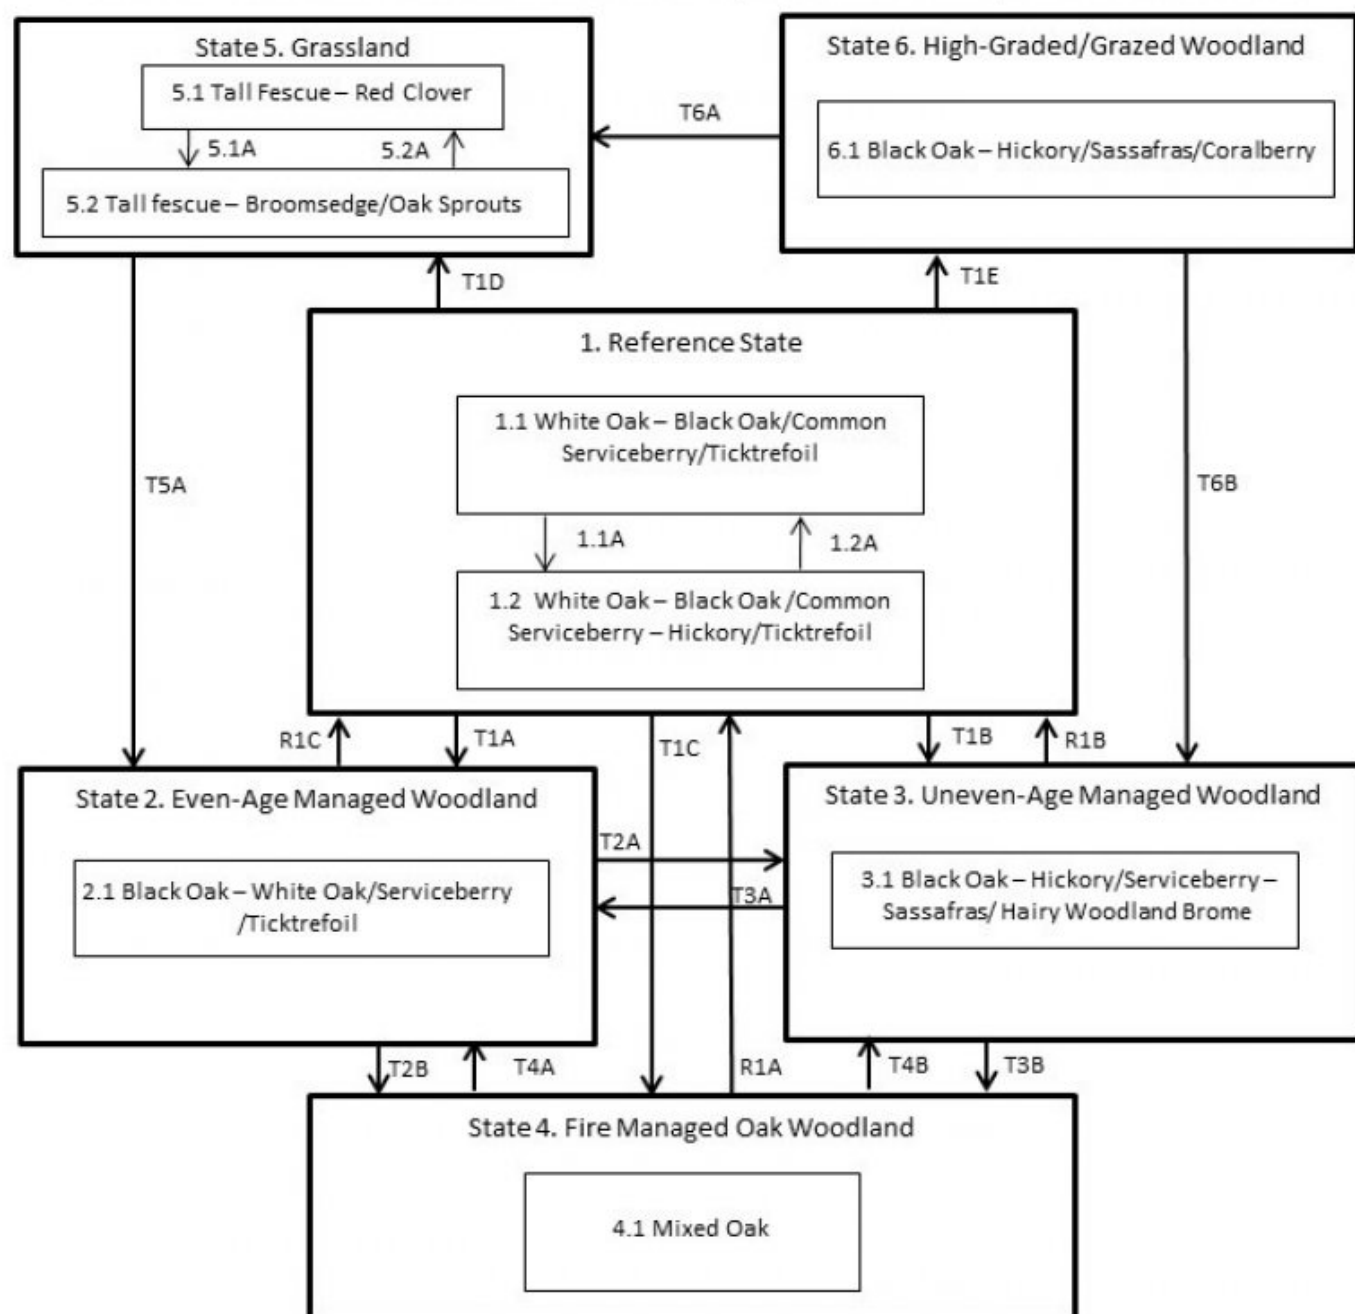 State 5. Grassland
5.1 Tall Fescue – Red Clover
5.1A
5.2A
5.2 Tall fescue – Broomsedge/Oak Sprouts
T6A
State 6. High-Graded/Grazed Woodland
6.1 Black Oak – Hickory/Sassafras/Coralberry
T1D
T1E
1. Reference State
1.1 White Oak – Black Oak/Common
Serviceberry/Ticktrefoil
T5A
T6B
1.1A
1.2A
1.2 White Oak – Black Oak /Common
Serviceberry – Hickory/Ticktrefoil
R1C
T1A
T1C
T1B
R1B
State 2. Even-Age Managed Woodland
2.1 Black Oak – White Oak/Serviceberry
/Ticktrefoil
T2A
T3A
State 3. Uneven-Age Managed Woodland
3.1 Black Oak – Hickory/Serviceberry –
Sassafras/ Hairy Woodland Brome
T2B
T4A
R1A
T4B
T3B
State 4. Fire Managed Oak Woodland
4.1 Mixed Oak